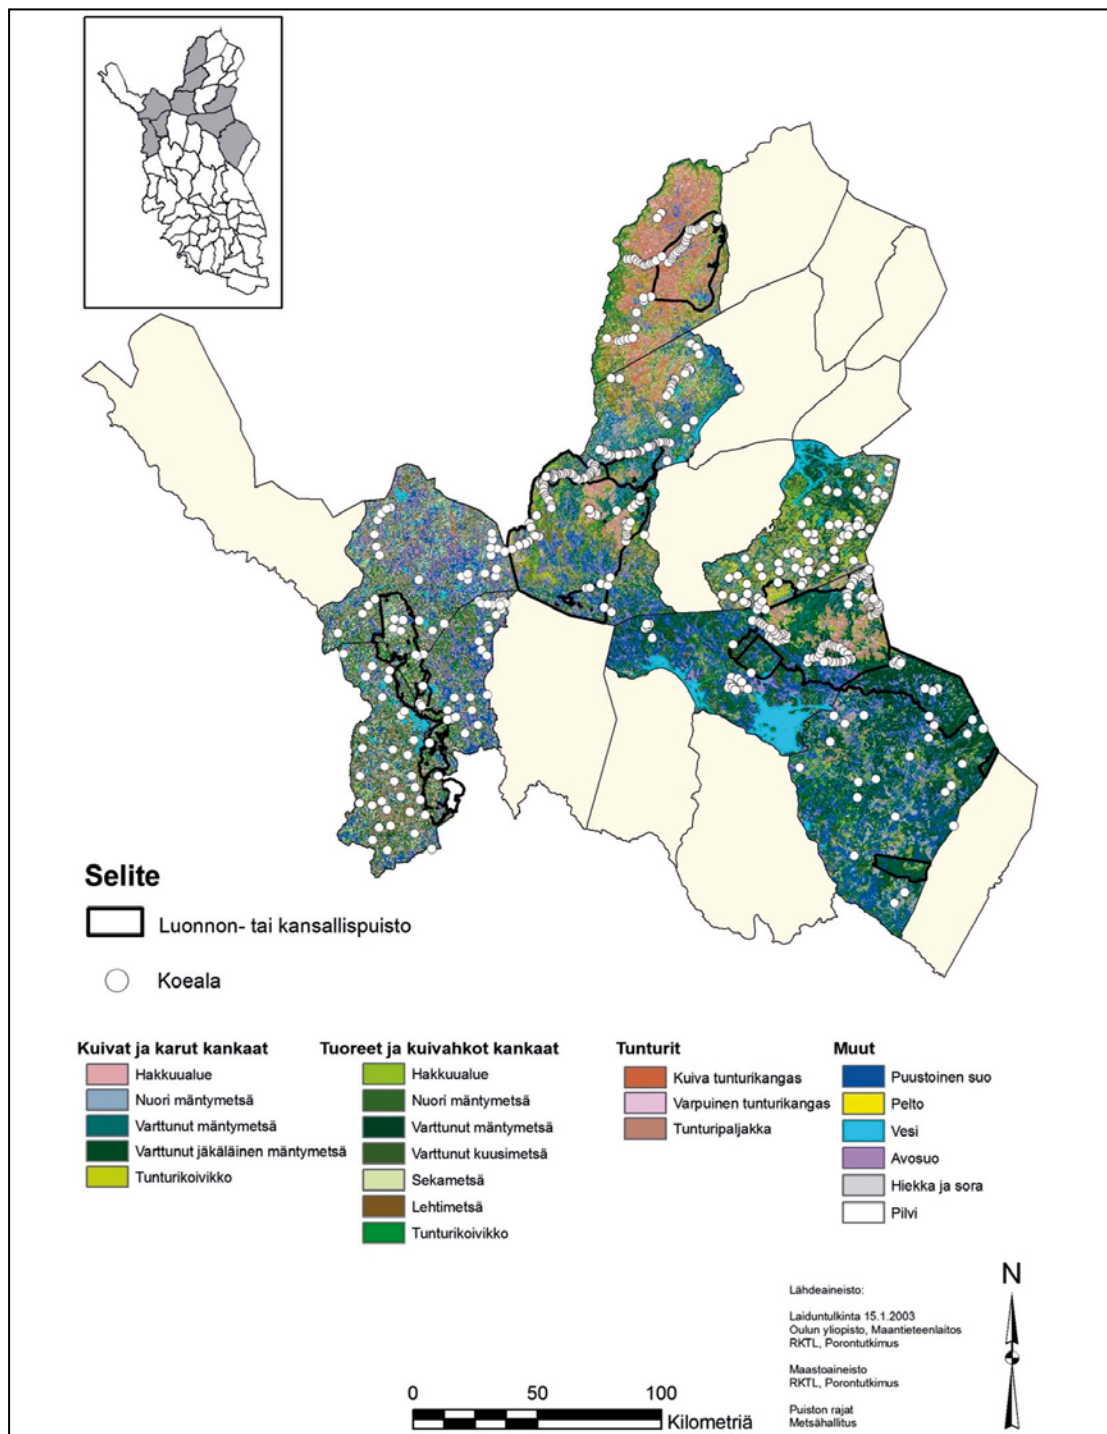 Selite
Luonnon- tai kansallispuisto
Koeala
Kuivat ja karut kankaat
Hakkuualue
Nuori mäntymetsä
Varttunut mäntymetsä
Varttunut jäkäläinen mäntymetsä
Tunturikoivikko
Tuoreet ja kuivahkot kankaat
Hakkuualue
Nuori mäntymetsä
Varttunut mäntymetsä
Varttunut kuusimetsä
Sekametsä
Lehtimetsä
Tunturikoivikko
Tunturit
Kuiva tunturikangas
Varpuinen tunturikangas
Tunturipaljakka
Muut
Puustoinen suo
Pelto
Vesi
Avosuo
Hiekka ja sora
Pilvi
Lähdeaineisto:
Laiduntulkinta 15.1.2003
Oulun yliopisto, Maantieteenlaitos
RKTL, Porontutkimus
Maastoaineisto
RKTL, Porontutkimus
Puiston rajat
Metsähallitus
N
0 50 100
Kilometriä